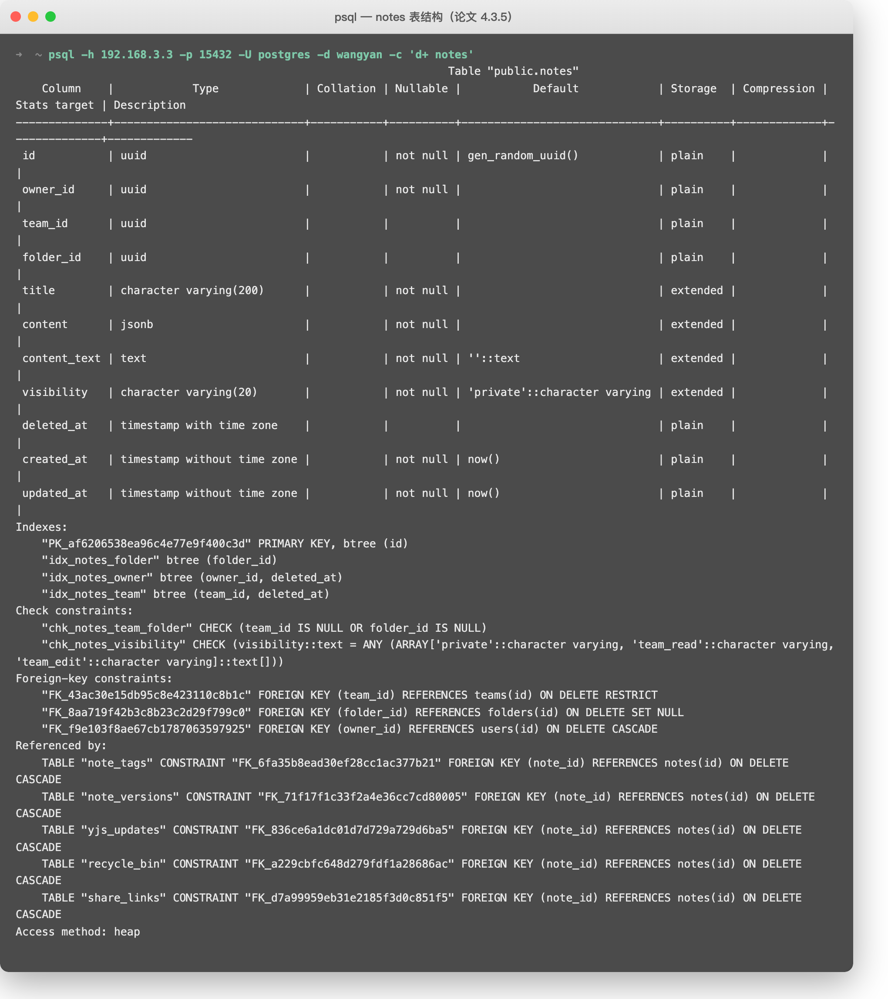 psql — notes 表结构（论文 4.3.5）
➜  ~ psql -h 192.168.3.3 -p 15432 -U postgres -d wangyan -c 'd+ notes'
                                                                  Table "public.notes"
    Column    |            Type             | Collation | Nullable |           Default            | Storage  | Compression |
Stats target | Description
--------------+-----------------------------+-----------+----------+------------------------------+----------+-------------+-
-------------+-------------
 id           | uuid                        |           | not null | gen_random_uuid()            | plain    |             |
|
 owner_id     | uuid                        |           | not null |                              | plain    |             |
|
 team_id      | uuid                        |           |          |                              | plain    |             |
|
 folder_id    | uuid                        |           |          |                              | plain    |             |
|
 title        | character varying(200)      |           | not null |                              | extended |             |
|
 content      | jsonb                       |           | not null |                              | extended |             |
|
 content_text | text                        |           | not null | ''::text                     | extended |             |
|
 visibility   | character varying(20)       |           | not null | 'private'::character varying | extended |             |
|
 deleted_at   | timestamp with time zone    |           |          |                              | plain    |             |
|
 created_at   | timestamp without time zone |           | not null | now()                        | plain    |             |
|
 updated_at   | timestamp without time zone |           | not null | now()                        | plain    |             |
|
Indexes:
    "PK_af6206538ea96c4e77e9f400c3d" PRIMARY KEY, btree (id)
    "idx_notes_folder" btree (folder_id)
    "idx_notes_owner" btree (owner_id, deleted_at)
    "idx_notes_team" btree (team_id, deleted_at)
Check constraints:
    "chk_notes_team_folder" CHECK (team_id IS NULL OR folder_id IS NULL)
    "chk_notes_visibility" CHECK (visibility::text = ANY (ARRAY['private'::character varying, 'team_read'::character varying,
'team_edit'::character varying]::text[]))
Foreign-key constraints:
    "FK_43ac30e15db95c8e423110c8b1c" FOREIGN KEY (team_id) REFERENCES teams(id) ON DELETE RESTRICT
    "FK_8aa719f42b3c8b23c2d29f799c0" FOREIGN KEY (folder_id) REFERENCES folders(id) ON DELETE SET NULL
    "FK_f9e103f8ae67cb1787063597925" FOREIGN KEY (owner_id) REFERENCES users(id) ON DELETE CASCADE
Referenced by:
    TABLE "note_tags" CONSTRAINT "FK_6fa35b8ead30ef28cc1ac377b21" FOREIGN KEY (note_id) REFERENCES notes(id) ON DELETE
CASCADE
    TABLE "note_versions" CONSTRAINT "FK_71f17f1c33f2a4e36cc7cd80005" FOREIGN KEY (note_id) REFERENCES notes(id) ON DELETE
CASCADE
    TABLE "yjs_updates" CONSTRAINT "FK_836ce6a1dc01d7d729a729d6ba5" FOREIGN KEY (note_id) REFERENCES notes(id) ON DELETE
CASCADE
    TABLE "recycle_bin" CONSTRAINT "FK_a229cbfc648d279fdf1a28686ac" FOREIGN KEY (note_id) REFERENCES notes(id) ON DELETE
CASCADE
    TABLE "share_links" CONSTRAINT "FK_d7a99959eb31e2185f3d0c851f5" FOREIGN KEY (note_id) REFERENCES notes(id) ON DELETE
CASCADE
Access method: heap